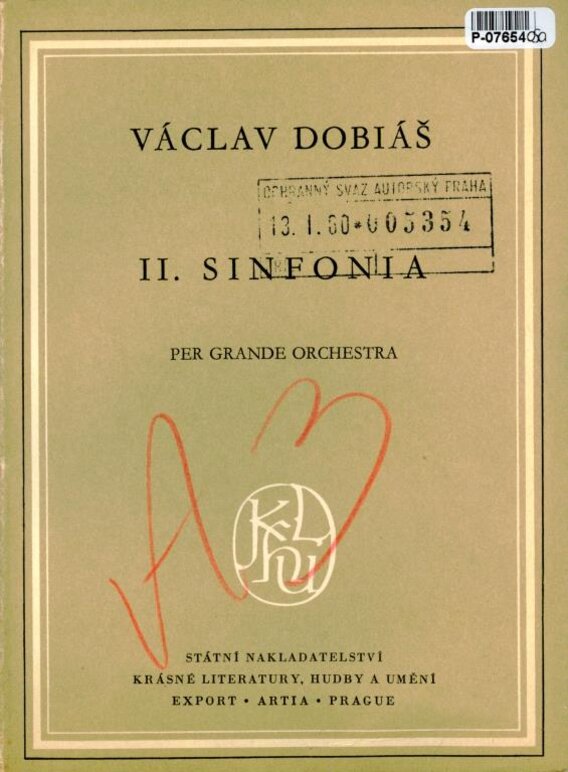 P-07654
VÁCLAV DOBIÁŠ
OCHRANNÝ SVAZ AUTORSKÝ PRAHA
13. I. 60*005354
II. SINFONIA
PER GRANDE ORCHESTRA
A3
STÁTNÍ NAKLADATELSTVÍ
KRÁSNÉ LITERATURY, HUDBY A UMĚNÍ
EXPORT • ARTIA • PRAGUE